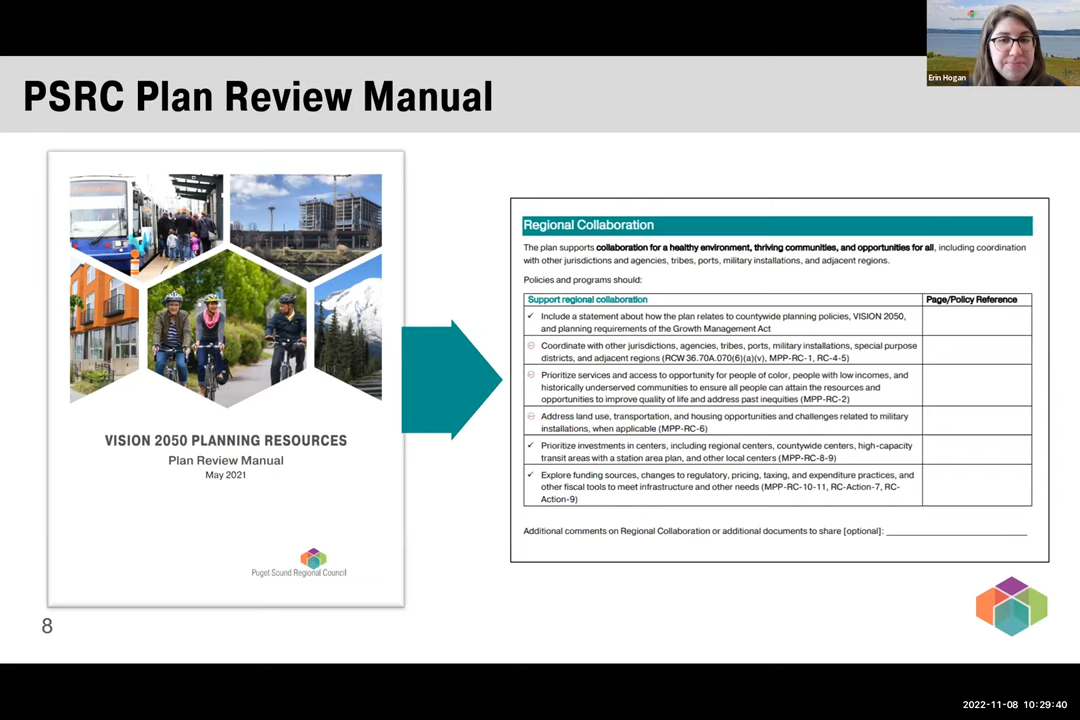 Erin Hogan
PSRC Plan Review Manual
VISION 2050 PLANNING RESOURCES
Plan Review Manual
May 2021
Puget Sound Regional Council
Regional Collaboration
The plan supports collaboration for a healthy environment, thriving communities, and opportunities for all, including coordination
with other jurisdictions and agencies, tribes, ports, military installations, and adjacent regions.
Policies and programs should:
Support regional collaboration
Page/Policy Reference
✓ Include a statement about how the plan relates to countywide planning policies, VISION 2050,
and planning requirements of the Growth Management Act
⊖ Coordinate with other jurisdictions, agencies, tribes, ports, military installations, special purpose
districts, and adjacent regions (RCW 36.70A.070(6)(a)(v), MPP-RC-1, RC-4-5)
⊖ Prioritize services and access to opportunity for people of color, people with low incomes, and
historically underserved communities to ensure all people can attain the resources and
opportunities to improve quality of life and address past inequities (MPP-RC-2)
⊖ Address land use, transportation, and housing opportunities and challenges related to military
installations, when applicable (MPP-RC-6)
✓ Prioritize investments in centers, including regional centers, countywide centers, high-capacity
transit areas with a station area plan, and other local centers (MPP-RC-8-9)
✓ Explore funding sources, changes to regulatory, pricing, taxing, and expenditure practices, and
other fiscal tools to meet infrastructure and other needs (MPP-RC-10-11, RC-Action-7, RC-
Action-9)
Additional comments on Regional Collaboration or additional documents to share [optional]:
8
2022-11-08 10:29:40